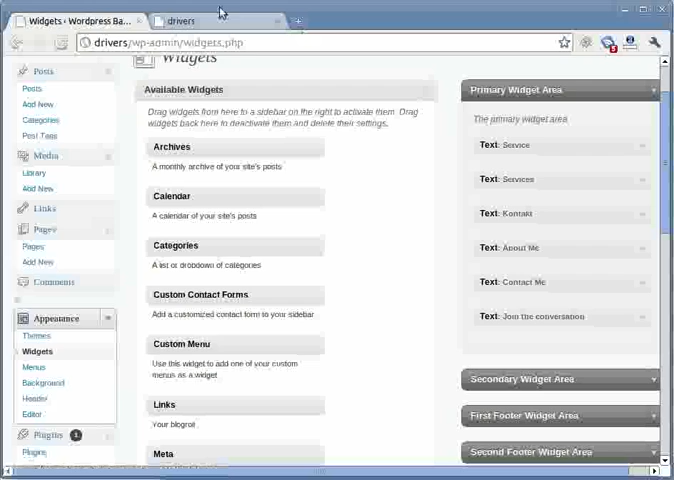 Widgets ‹ Wordpress Ba...
drivers
drivers/wp-admin/widgets.php
Widgets
Posts
Posts
Add New
Categories
Post Tags
Media
Library
Add New
Links
Pages
Pages
Add New
Comments
Appearance
Themes
Widgets
Menus
Background
Header
Editor
Plugins 1
Plugins
Available Widgets
Drag widgets from here to a sidebar on the right to activate them. Drag
widgets back here to deactivate them and delete their settings.
Archives
A monthly archive of your site's posts
Calendar
A calendar of your site's posts
Categories
A list or dropdown of categories
Custom Contact Forms
Add a customized contact form to your sidebar
Custom Menu
Use this widget to add one of your custom
menus as a widget
Links
Your blogroll
Meta
Primary Widget Area
The primary widget area
Text: Service
Text: Services
Text: Kontakt
Text: About Me
Text: Contact Me
Text: Join the conversation
Secondary Widget Area
First Footer Widget Area
Second Footer Widget Area